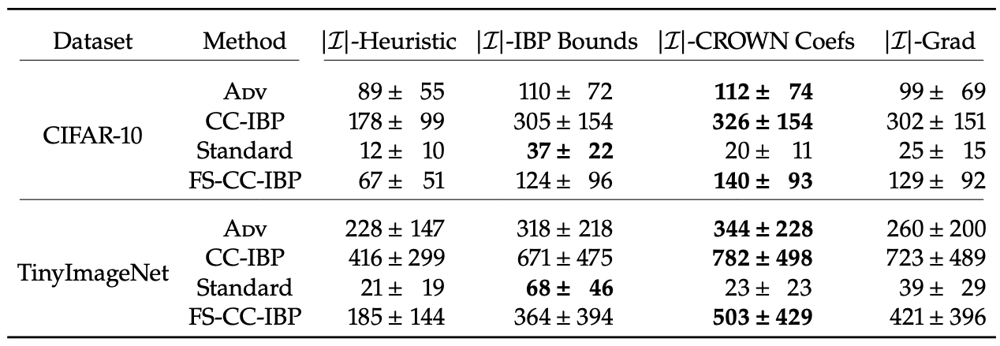 Dataset Method |𝓘|-Heuristic |𝓘|-IBP Bounds |𝓘|-CROWN Coefs |𝓘|-Grad
ADV 89 ± 55 110 ± 72 112 ± 74 99 ± 69
CC-IBP 178 ± 99 305 ± 154 326 ± 154 302 ± 151
CIFAR-10
Standard 12 ± 10 37 ± 22 20 ± 11 25 ± 15
FS-CC-IBP 67 ± 51 124 ± 96 140 ± 93 129 ± 92
ADV 228 ± 147 318 ± 218 344 ± 228 260 ± 200
CC-IBP 416 ± 299 671 ± 475 782 ± 498 723 ± 489
TinyImageNet
Standard 21 ± 19 68 ± 46 23 ± 23 39 ± 29
FS-CC-IBP 185 ± 144 364 ± 394 503 ± 429 421 ± 396